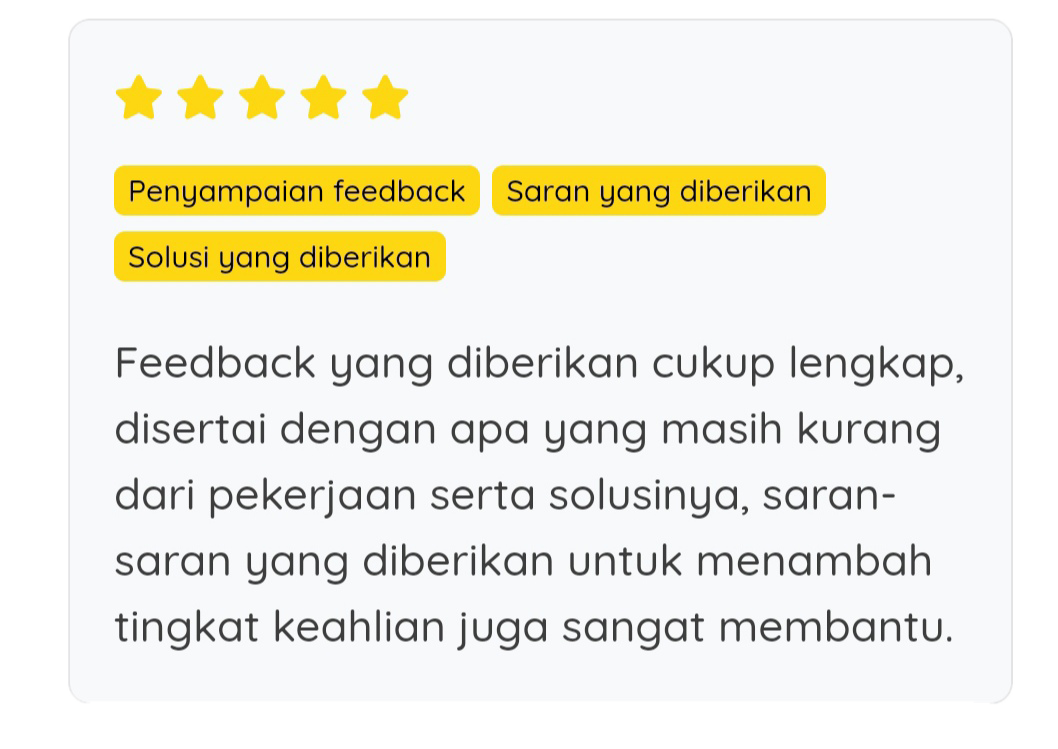 Penyampaian feedback Saran yang diberikan
Solusi yang diberikan
Feedback yang diberikan cukup lengkap,
disertai dengan apa yang masih kurang
dari pekerjaan serta solusinya, saran-
saran yang diberikan untuk menambah
tingkat keahlian juga sangat membantu.